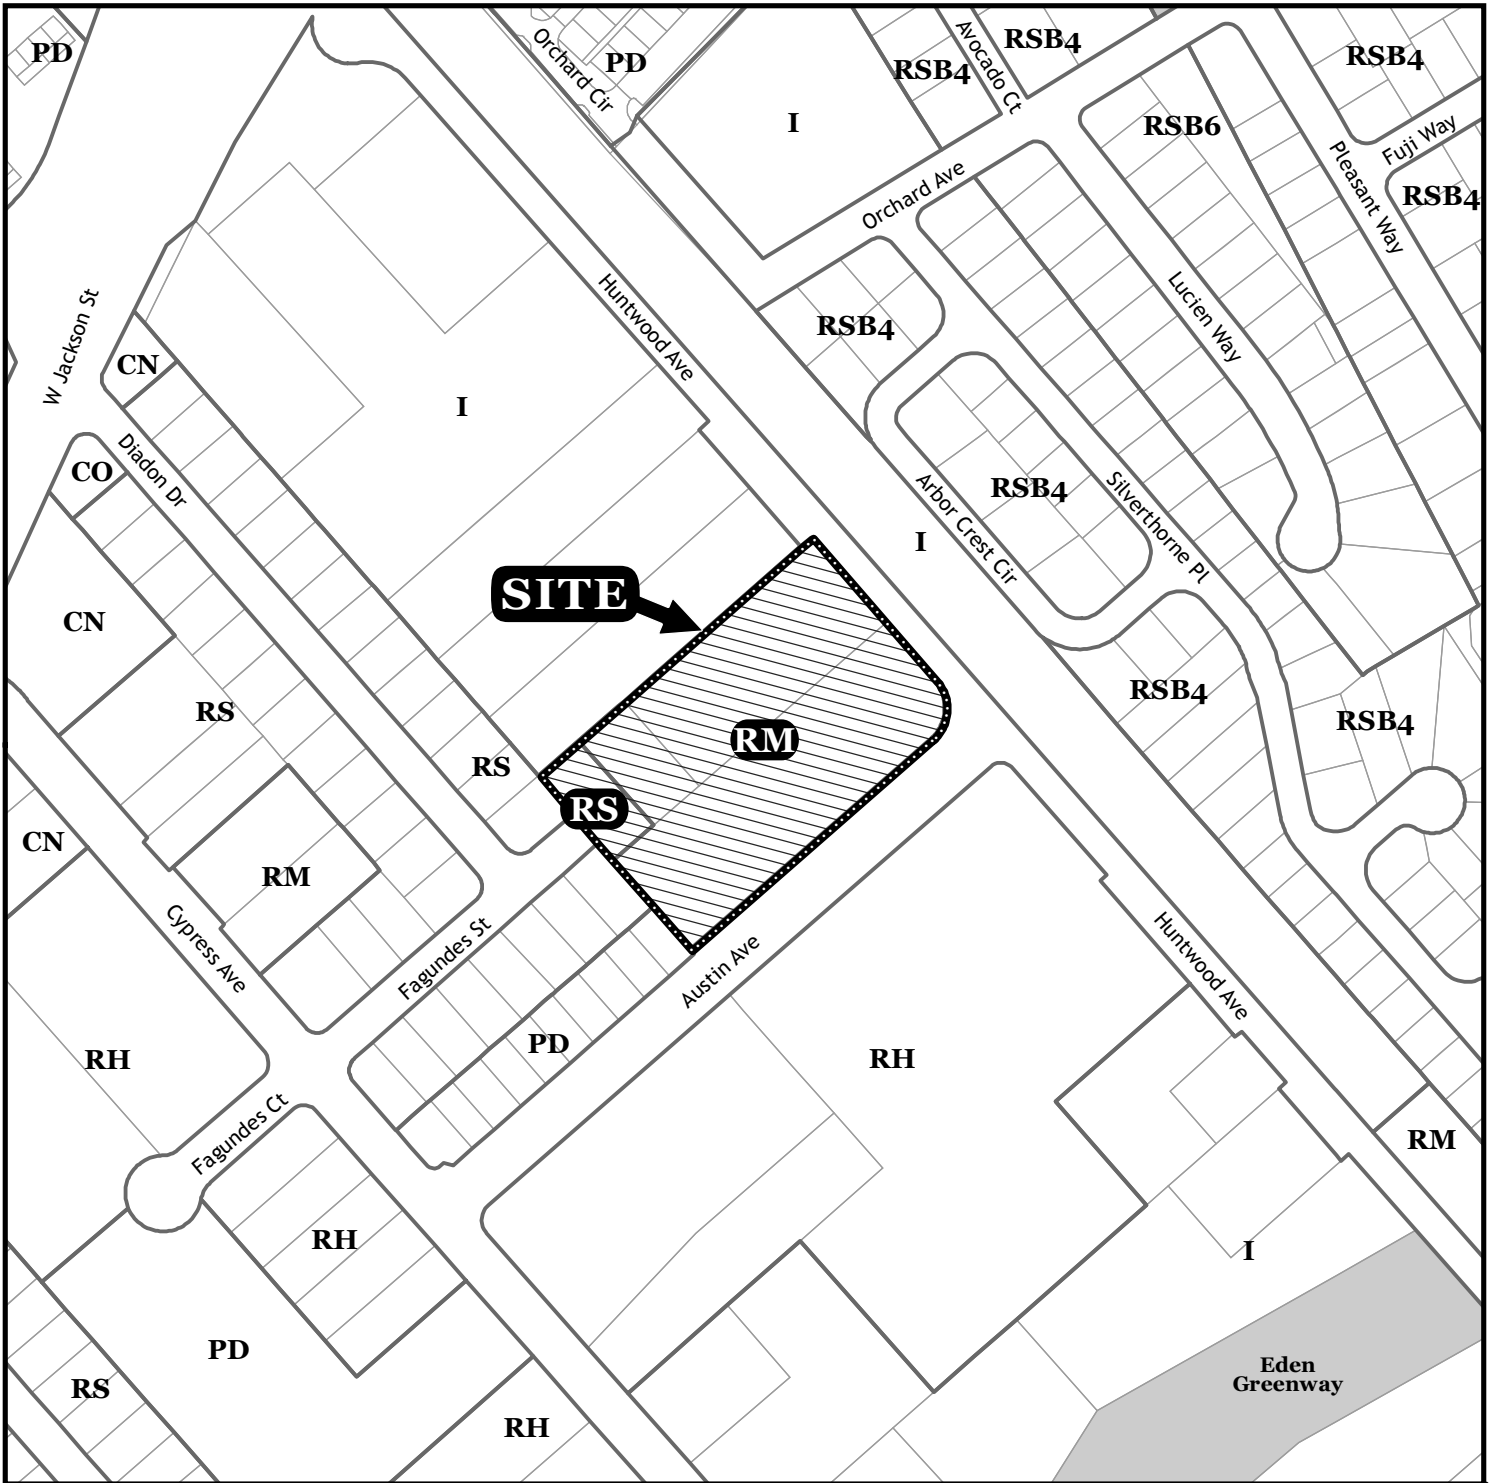 PD
Orchard Cir
PD
RSB4
Avocado Ct
RSB4
RSB4
I
RSB6
Pleasant Way
Fuji Way
RSB4
Orchard Ave
W Jackson St
Huntwood Ave
Lucien Way
RSB4
CN
I
CO
Diadon Dr
RSB4
Arbor Crest Cir
Silverthorne Pl
I
SITE
CN
RS
RSB4
RSB4
RM
RS
RS
CN
RM
Cypress Ave
Fagundes St
Austin Ave
Huntwood Ave
PD
RH
RH
Fagundes Ct
RM
RH
I
PD
RS
Eden
Greenway
RH